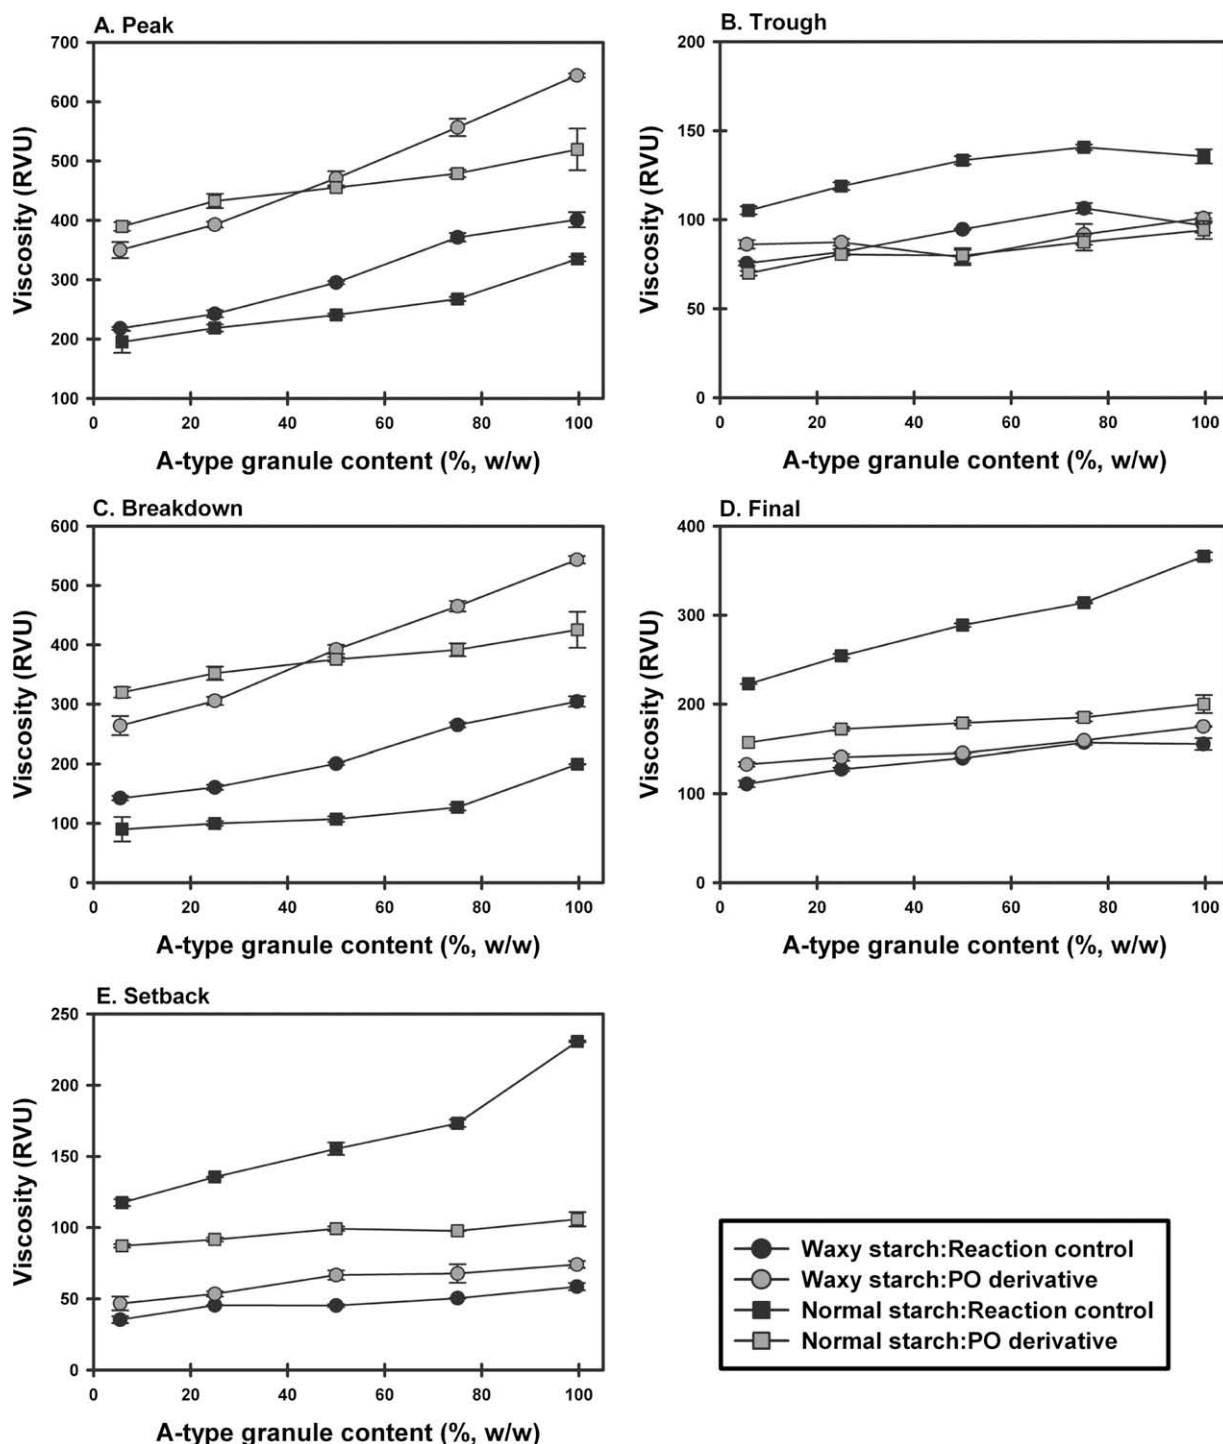 A. Peak
700
600
500
400
300
200
100
Viscosity (RVU)
0 20 40 60 80 100
A-type granule content (%, w/w)
B. Trough
200
150
100
50
0
Viscosity (RVU)
0 20 40 60 80 100
A-type granule content (%, w/w)
C. Breakdown
600
500
400
300
200
100
0
Viscosity (RVU)
0 20 40 60 80 100
A-type granule content (%, w/w)
D. Final
400
300
200
100
0
Viscosity (RVU)
0 20 40 60 80 100
A-type granule content (%, w/w)
E. Setback
250
200
150
100
50
0
Viscosity (RVU)
0 20 40 60 80 100
A-type granule content (%, w/w)
Waxy starch:Reaction control
Waxy starch:PO derivative
Normal starch:Reaction control
Normal starch:PO derivative